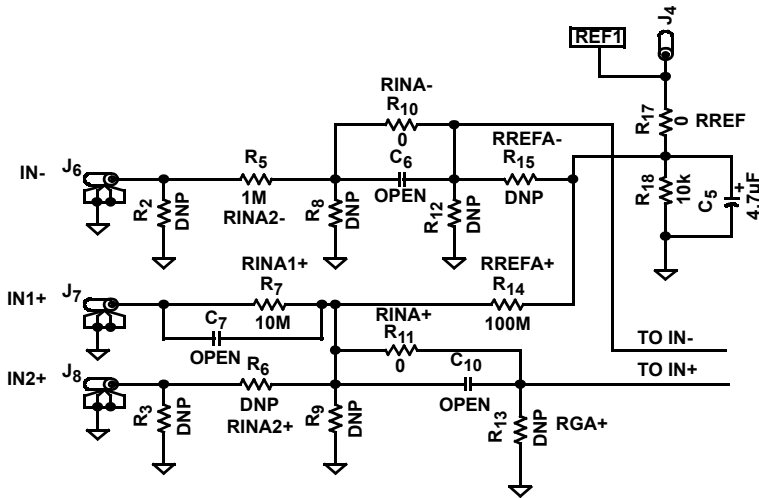 J4
REF1
R17
0
RREF
RINA-
R10
0
C6
OPEN
RREFA-
R15
DNP
R18
10k
C5
+
4.7µF
IN-
J6
R2
DNP
R5
1M
RINA2-
R8
DNP
R12
DNP
IN1+
J7
RINA1+
R7
10M
C7
OPEN
RREFA+
R14
100M
RINA+
R11
0
C10
OPEN
TO IN-
TO IN+
IN2+
J8
R3
DNP
R6
DNP
RINA2+
R9
DNP
R13
DNP
RGA+